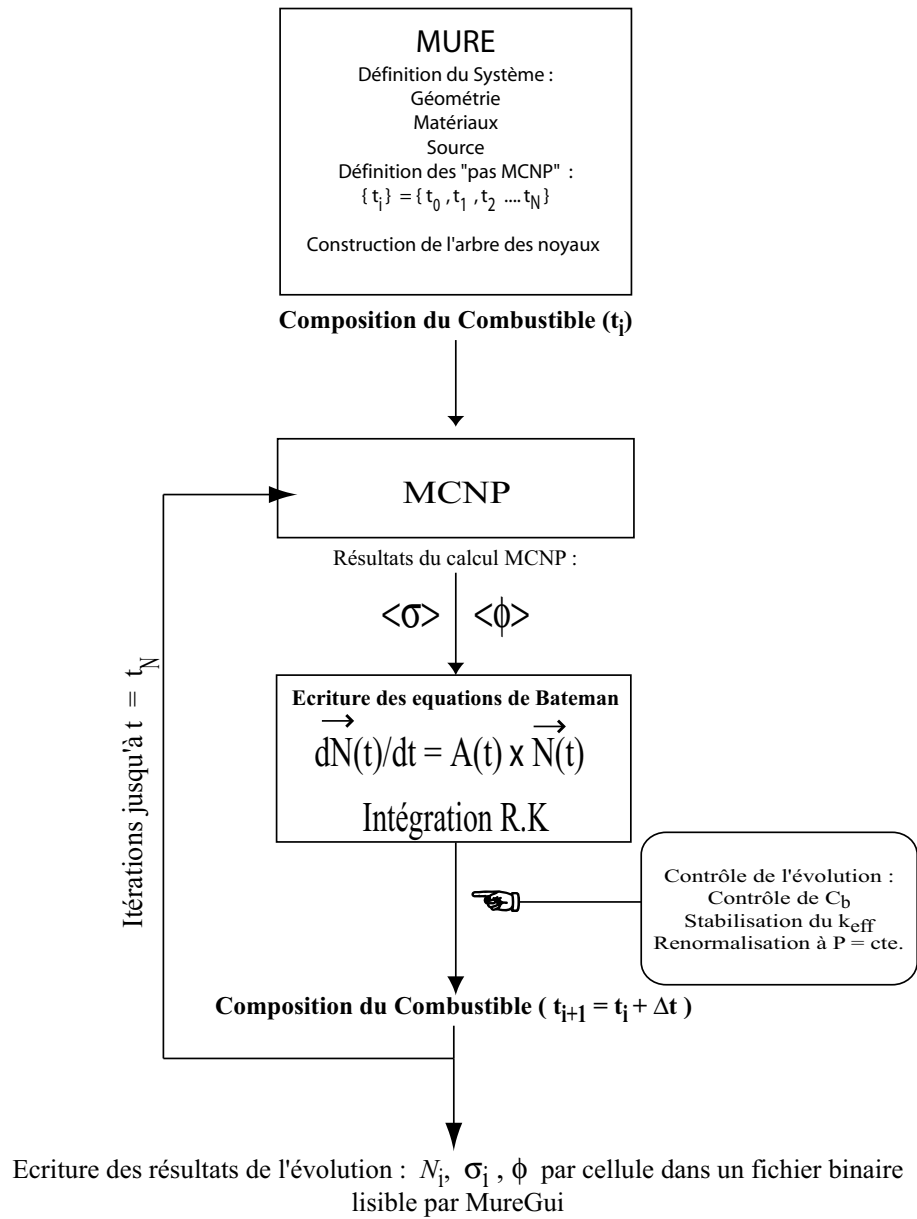 MURE
Définition du Système :
Géométrie
Matériaux
Source
Définition des "pas MCNP" :
{ t_i } = { t_0 , t_1 , t_2 .... t_N }
Construction de l'arbre des noyaux
Composition du Combustible (t_i)
MCNP
Résultats du calcul MCNP :
<σ> <ϕ>
Ecriture des equations de Bateman
dN(t)/dt = A(t) x N(t)
Intégration R.K
Itérations jusqu'à t = t_N
Contrôle de l'évolution :
Contrôle de C_b
Stabilisation du k_eff
Renormalisation à P = cte.
Composition du Combustible ( t_{i+1} = t_i + Δt )
Ecriture des résultats de l'évolution : N_i, σ_i , ϕ par cellule dans un fichier binaire
lisible par MureGui